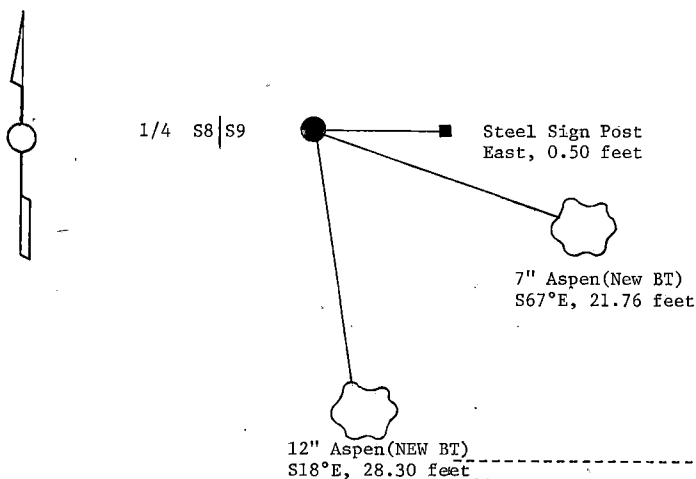 1/4 S8|S9
Steel Sign Post
East, 0.50 feet
7" Aspen(New BT)
S67°E, 21.76 feet
12" Aspen(NEW BT)
S18°E, 28.30 feet